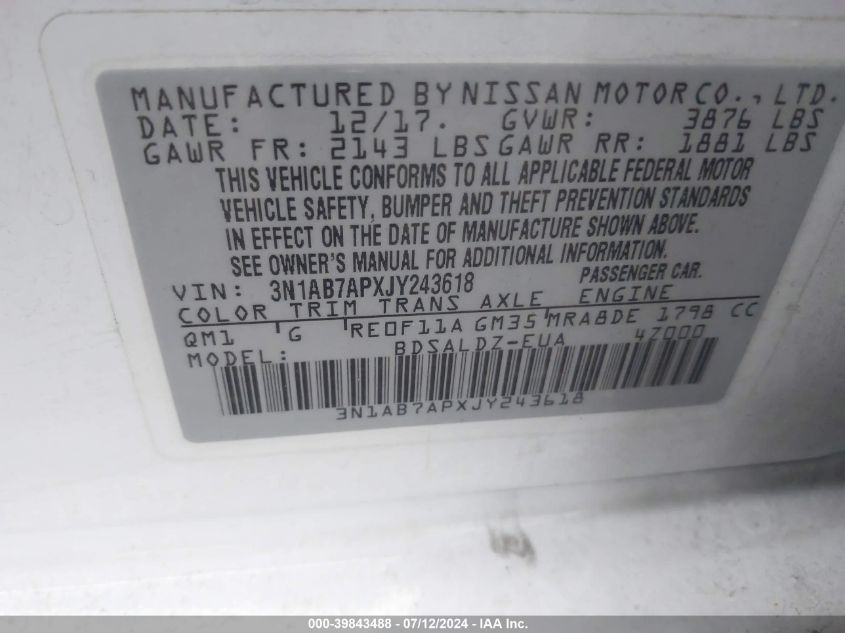 MANUFACTURED BY NISSAN MOTOR CO., LTD.
DATE: 12/17. GVWR: 3876 LBS
GAWR FR: 2143 LBS GAWR RR: 1881 LBS
THIS VEHICLE CONFORMS TO ALL APPLICABLE FEDERAL MOTOR
VEHICLE SAFETY, BUMPER AND THEFT PREVENTION STANDARDS
IN EFFECT ON THE DATE OF MANUFACTURE SHOWN ABOVE.
SEE OWNER'S MANUAL FOR ADDITIONAL INFORMATION.
VIN: 3N1AB7APXJY243618 PASSENGER CAR.
COLOR TRIM TRANS AXLE ENGINE
QM1 G RE0F11A GM35 MRA8DE 1798 CC
MODEL: BDSALDZ-EUA 4Z000
3N1AB7APXJY243618
000-39843488 - 07/12/2024 - IAA Inc.